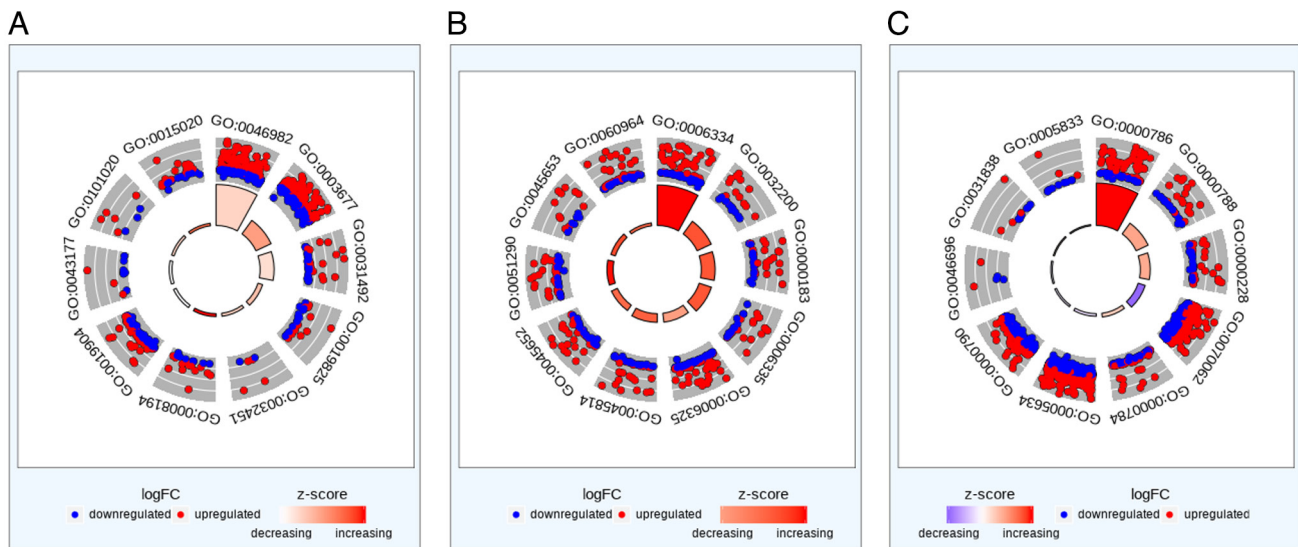 A
GO:0046982
GO:0003677
GO:0031492
GO:0019825
GO:0032451
GO:0008194
GO:0019904
GO:0043177
GO:0101020
GO:0015020
logFC
downregulated upregulated
z-score
decreasing increasing
B
GO:0006334
GO:0032200
GO:0000183
GO:0006335
GO:0006325
GO:0045814
GO:0045652
GO:0051290
GO:0045653
GO:0060964
logFC
downregulated upregulated
z-score
decreasing increasing
C
GO:0000786
GO:0000788
GO:0000228
GO:0070062
GO:0000784
GO:0005634
GO:0000790
GO:0046696
GO:0031838
GO:0005833
z-score
decreasing increasing
logFC
downregulated upregulated